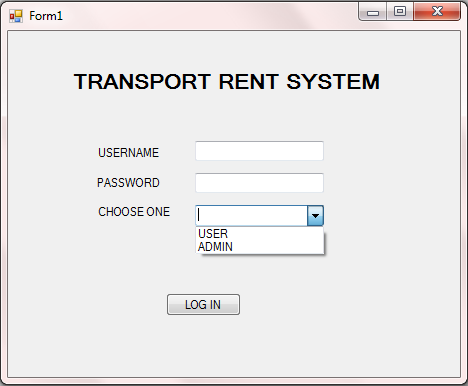 Form1
TRANSPORT RENT SYSTEM
USERNAME
PASSWORD
CHOOSE ONE
USER
ADMIN
LOG IN